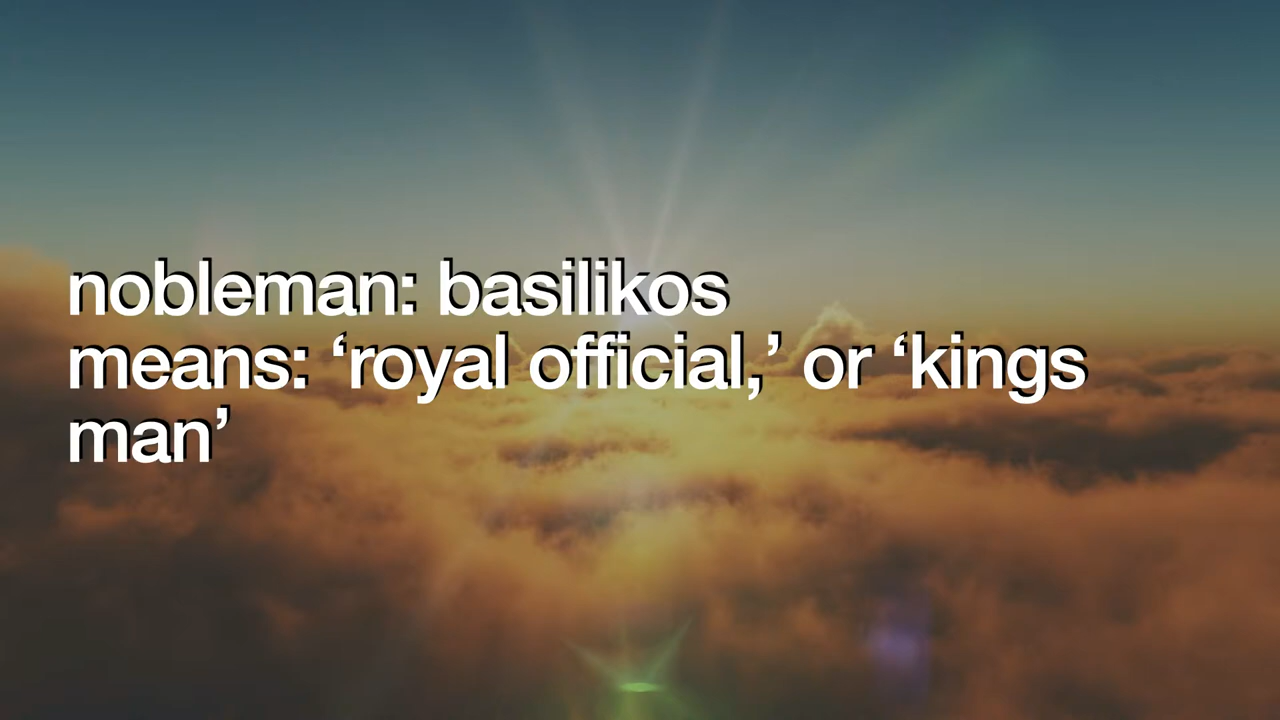 nobleman: basilikos
means: ‘royal official,’ or ‘kings
man’